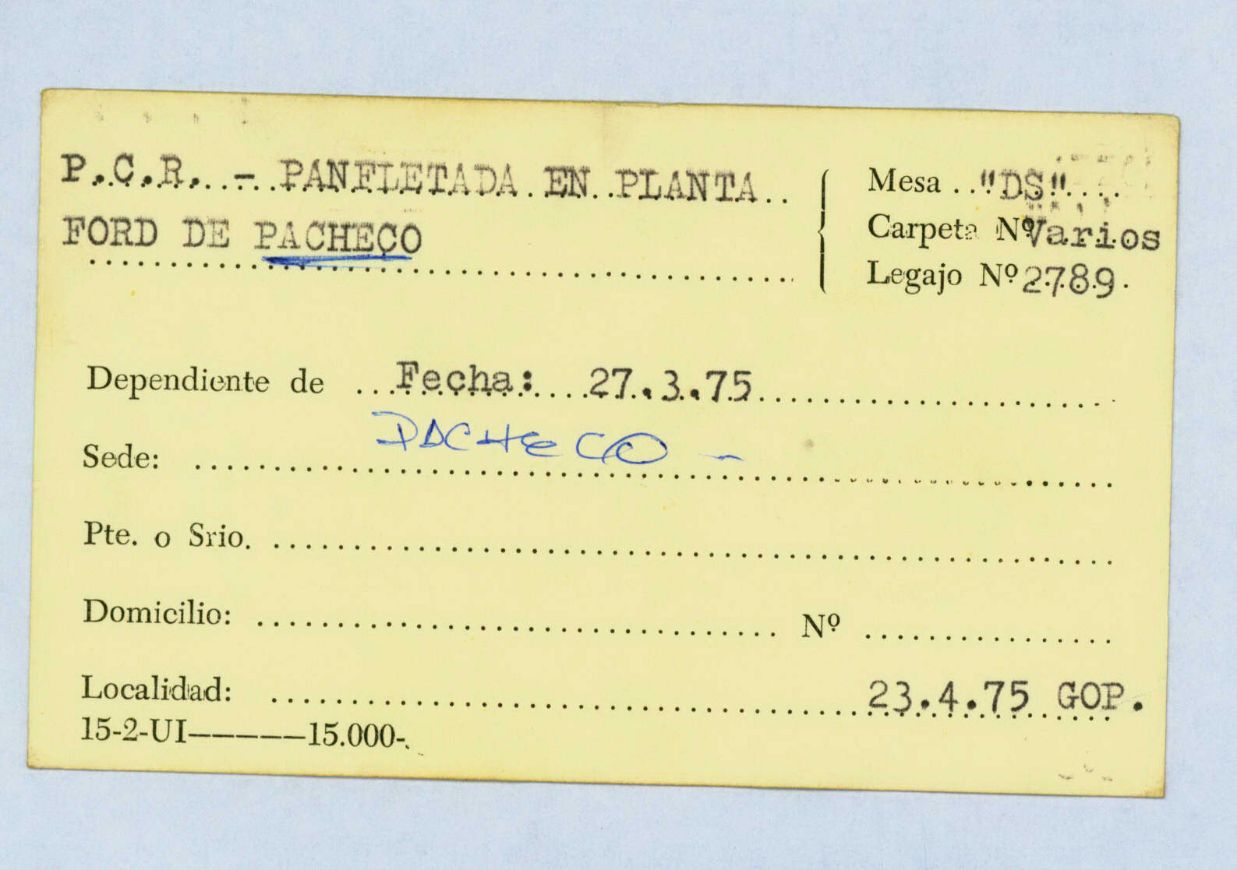 P.C.R. - PANFLETADA EN PLANTA
FORD DE PACHECO
Mesa "DS"
Carpeta Nº Varios
Legajo Nº 2789
Dependiente de Fecha: 27.3.75
Sede: PACHECO -
Pte. o Srio.
Domicilio: Nº
Localidad: 23.4.75 GOP.
15-2-UI—————15.000-.